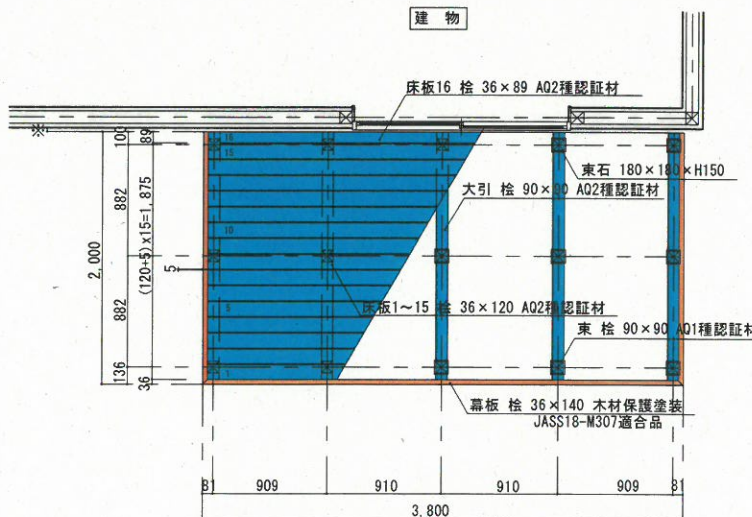 建 物
床板16 桧 36×89 AQ2種認証材
※
16
15
10
5
1
束石 180×180×H150
大引 桧 90×90 AQ2種認証材
床板1~15 桧 36×120 AQ2種認証材
束 桧 90×90 AQ1種認証材
幕板 桧 36×140 木材保護塗装
JASS18-M307適合品
2,000
100
882
882
136
89
(120+5)x15=1,875
36
5
81
909
910
910
909
81
3,800